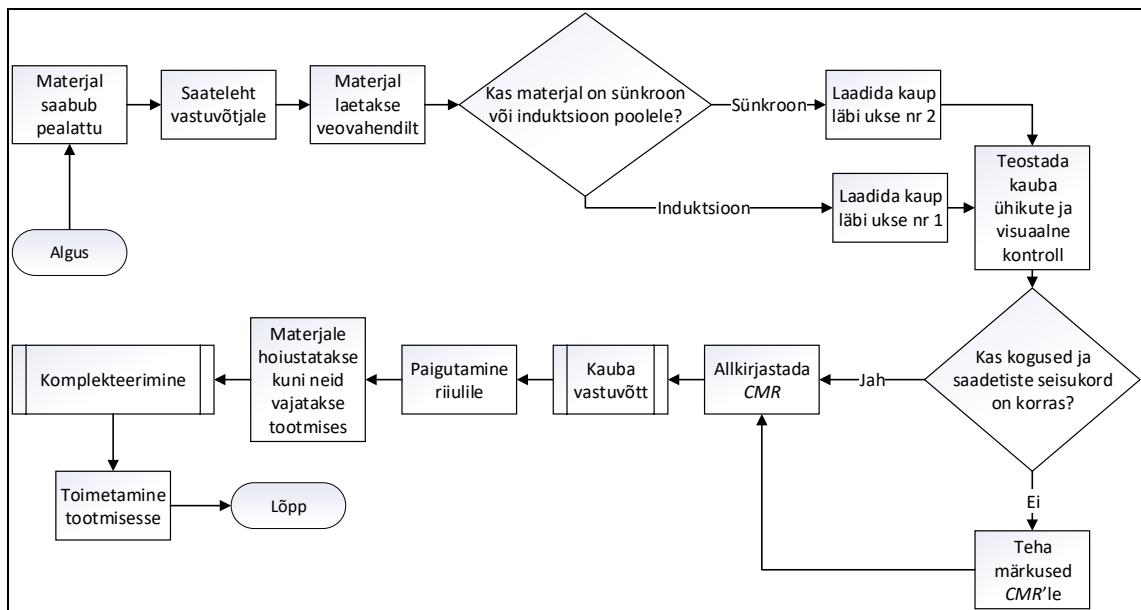 Materjal
saabub
pealattu
Saateleht
vastuvõtjale
Materjal
laetakse
veovahendilt
Kas materjal on sünkroon
või induktsioon poolele?
Sünkroon
Laadida kaup
läbi ukse nr 2
Induktsioon
Laadida kaup
läbi ukse nr 1
Teostada
kauba
ühikute ja
visuaalne
kontroll
Algus
Kas kogused ja
saadetiste seisukord
on korras?
Jah
Allkirjastada
CMR
Kauba
vastuvõtt
Paigutamine
riiulile
Materjale
hoiustatakse
kuni neid
vajatakse
tootmises
Komplekteerimine
Toimetamine
tootmisesse
Lõpp
Ei
Teha
märkused
CMR'le